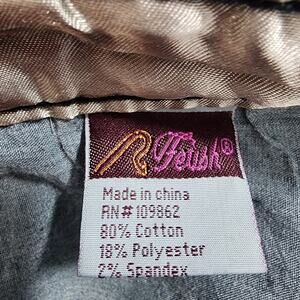 Fetish®
Made in china
RN#109862
80% Cotton
18% Polyester
2% Spandex